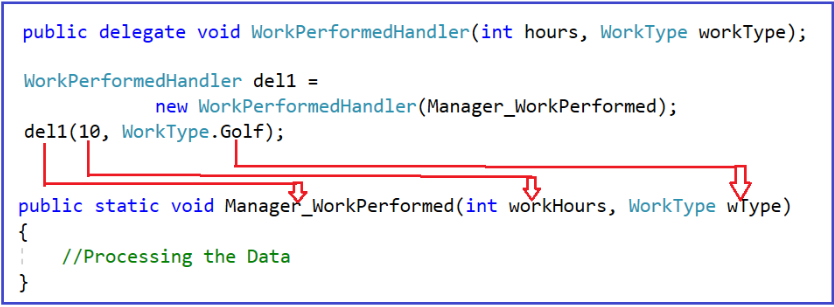 public delegate void WorkPerformedHandler(int hours, WorkType workType);
WorkPerformedHandler del1 =
new WorkPerformedHandler(Manager_WorkPerformed);
del1(10, WorkType.Golf);
public static void Manager_WorkPerformed(int workHours, WorkType wType)
{
//Processing the Data
}